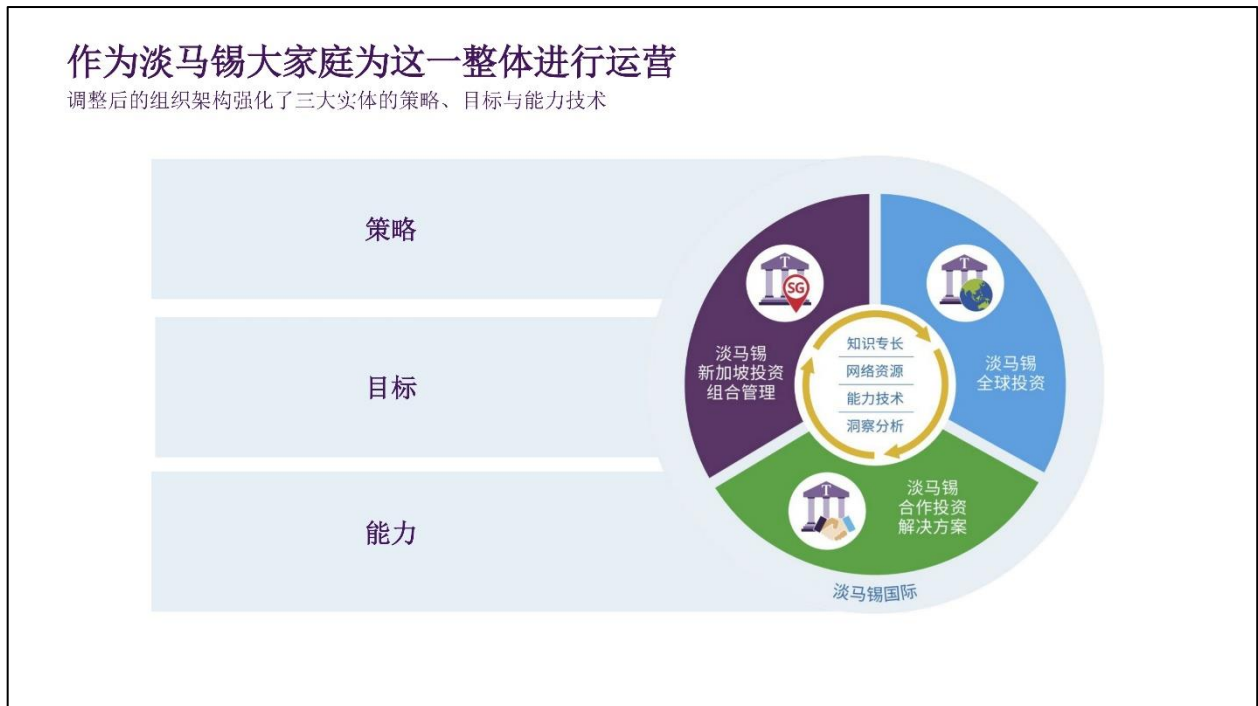 作为淡马锡大家庭为这一整体进行运营
调整后的组织架构强化了三大实体的策略、目标与能力技术
策略
目标
能力
T
SG
淡马锡
新加坡投资
组合管理
T
淡马锡
全球投资
知识专长
网络资源
能力技术
洞察分析
T
淡马锡
合作投资
解决方案
淡马锡国际